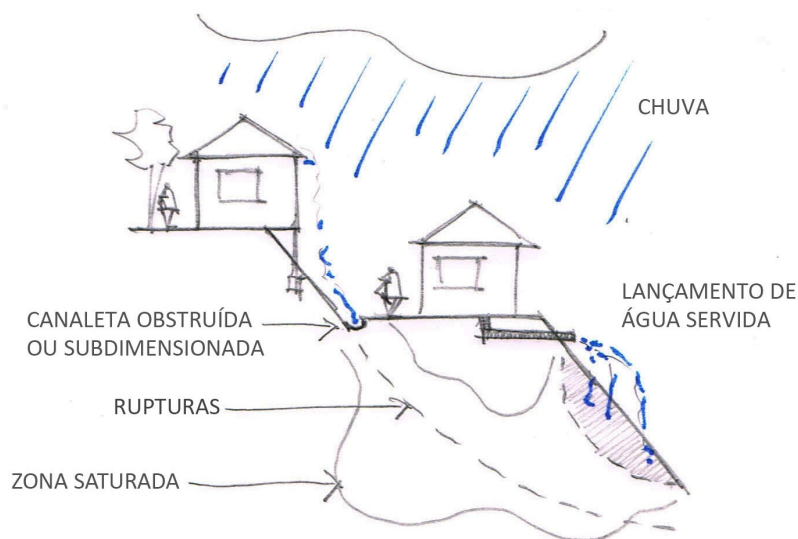 CHUVA
LANÇAMENTO DE
ÁGUA SERVIDA
CANALETA OBSTRUÍDA
OU SUBDIMENSIONADA
RUPTURAS
ZONA SATURADA